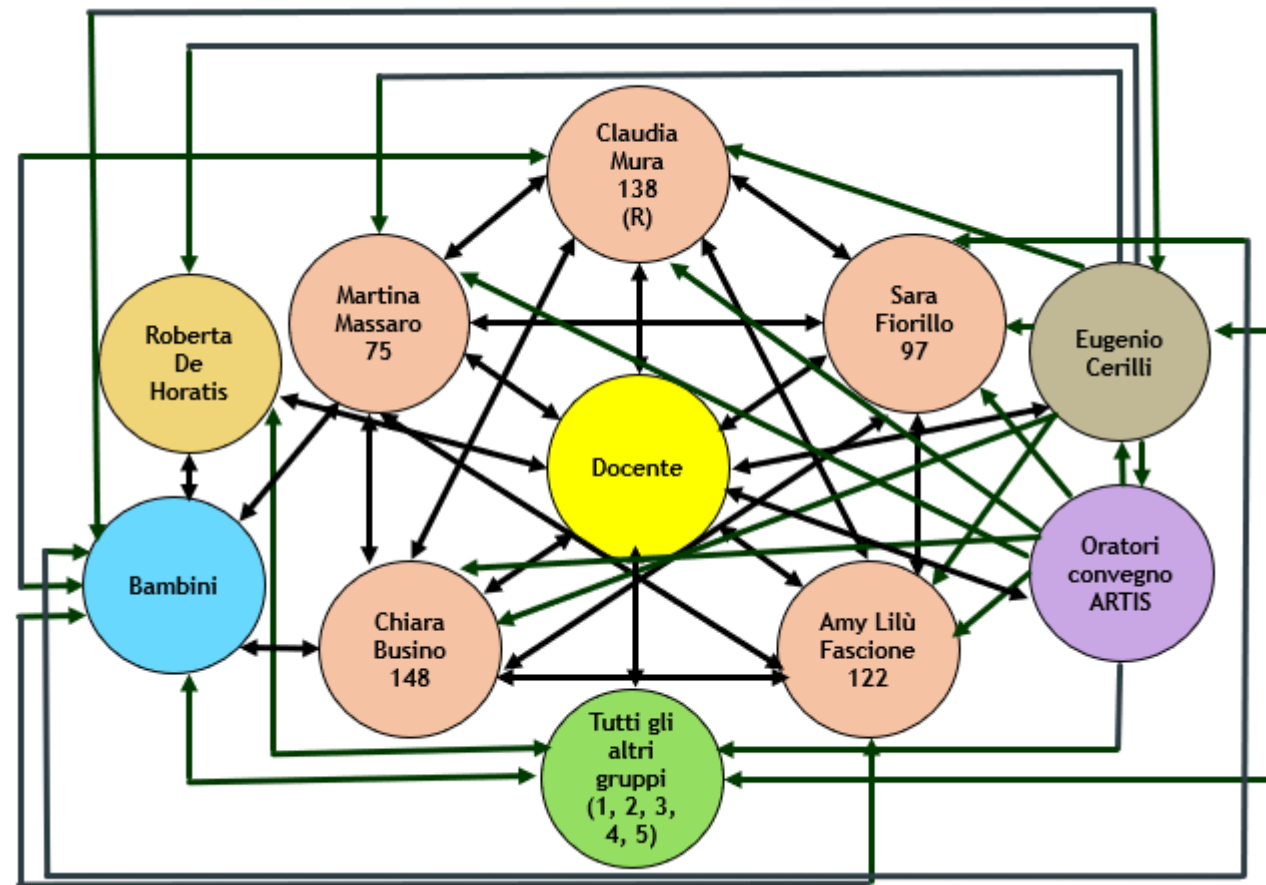 Claudia
Mura
138
(R)
Martina
Massaro
75
Sara
Fiorillo
97
Roberta
De
Horatis
Eugenio
Cerilli
Docente
Bambini
Oratori
convegno
ARTIS
Chiara
Busino
148
Amy Lilù
Fascione
122
Tutti gli
altri
gruppi
(1, 2, 3,
4, 5)